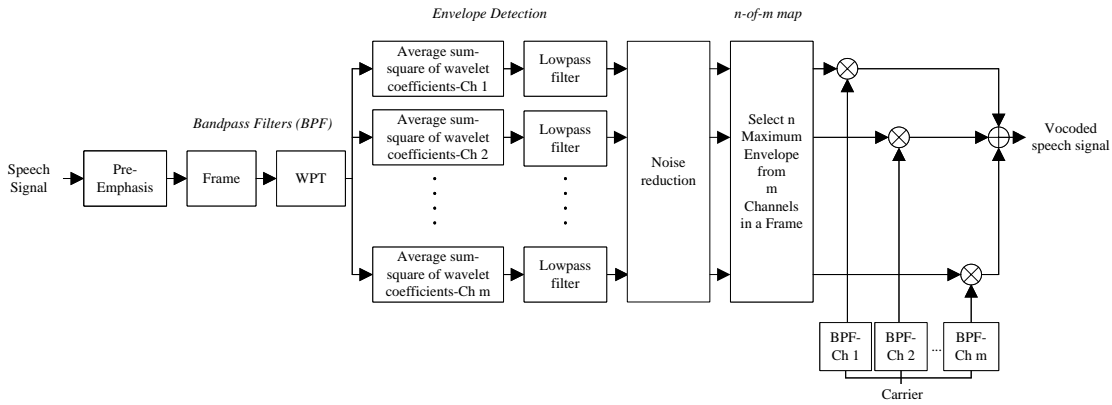 Envelope Detection
n-of-m map
Bandpass Filters (BPF)
Speech
Signal
Pre-
Emphasis
Frame
WPT
Average sum-
square of wavelet
coefficients-Ch 1
Lowpass
filter
Average sum-
square of wavelet
coefficients-Ch 2
Lowpass
filter
Average sum-
square of wavelet
coefficients-Ch m
Lowpass
filter
Noise
reduction
Select n
Maximum
Envelope
from
m
Channels
in a Frame
Vocoded
speech signal
BPF-
Ch 1
BPF-
Ch 2
...
BPF-
Ch m
Carrier